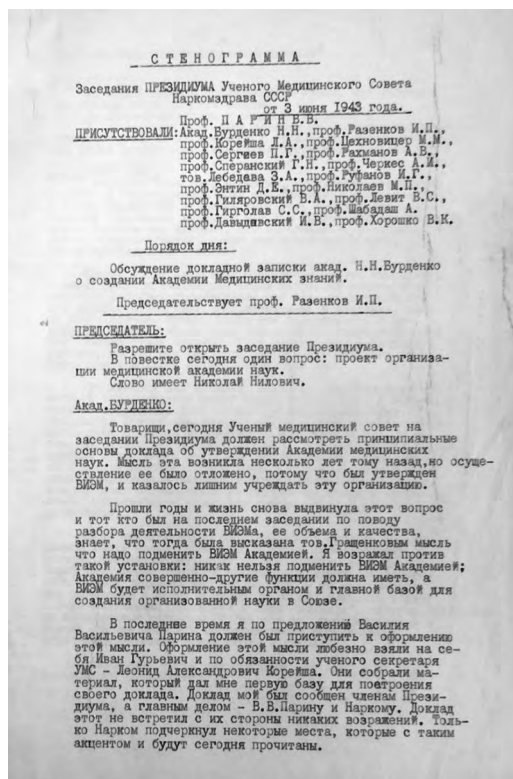 СТЕНОГРАММА
Заседания ПРЕЗИДИУМА Ученого Медицинского Совета
Наркомздрава СССР
от 3 июня 1943 года.
Проф. ПАРИН В.В.
ПРИСУТСТВОВАЛИ: Акад.Бурденко Н.Н.,проф.Разенков И.П.,
проф.Корейша Л.А.,проф.Цехновицер М.М.,
проф.Сергиев П.Г.,проф.Рахманов А.В.,
проф.Сперанский Г.Н.,проф.Черкес А.И.,
тов.Лебедева З.А.,проф.Руфанов И.Г.,
проф.Энтин Д.Е.,проф.Николаев М.П.,
проф.Гиляровский В.А.,проф.Левит В.С.,
проф.Гирголав С.С.,проф.Шабадаш А.
проф.Давыдивский И.В.,проф.Хорошко В.К.
Порядок дня:
Обсуждение докладной записки акад. Н.Н.Бурденко
о создании Академии Медицинских знаний.
Председательствует проф. Разенков И.П.
ПРЕДСЕДАТЕЛЬ:
Разрешите открыть заседание Президиума.
В повестке сегодня один вопрос: проект организа-
ции медицинской академии наук.
Слово имеет Николай Нилович.
Акад.БУРДЕНКО:
Товарищи,сегодня Ученый медицинский совет на
заседании Президиума должен рассмотреть принципиальные
основы доклада об утверждении Академии медицинских
наук. Мысль эта возникла несколько лет тому назад,но осуще-
ствление ее было отложено, потому что был утвержден
ВИЭМ, и казалось лишним учреждать эту организацию.
Прошли годы и жизнь снова выдвинула этот вопрос
и тот кто был на последнем заседании по поводу
разбора деятельности ВИЭМа, ее объема и качества,
знает, что тогда была высказана тов.Гращенковым мысль
что надо подменить ВИЭМ Академией. Я возражал против
такой установки: никак нельзя подменить ВИЭМ Академией;
Академия совершенно-другие функции должна иметь, а
ВИЭМ будет исполнительным органом и главной базой для
создания организованной науки в Союзе.
В последнее время я по предложению Василия
Васильевича Парина должен был приступить к оформлению
этой мысли. Оформление этой мысли любезно взяли на се-
бя Иван Гурьевич и по обязанности ученого секретаря
УМС - Леонид Александрович Корейша. Они собрали ма-
териал, который дал мне первую базу для построения
своего доклада. Доклад мой был сообщен членам Прези-
диума, а главным делом - В.В.Парину и Наркому. Доклад
этот не встретил с их стороны никаких возражений. Толь-
ко Нарком подчеркнул некоторые места, которые с таким
акцентом и будут сегодня прочитаны.